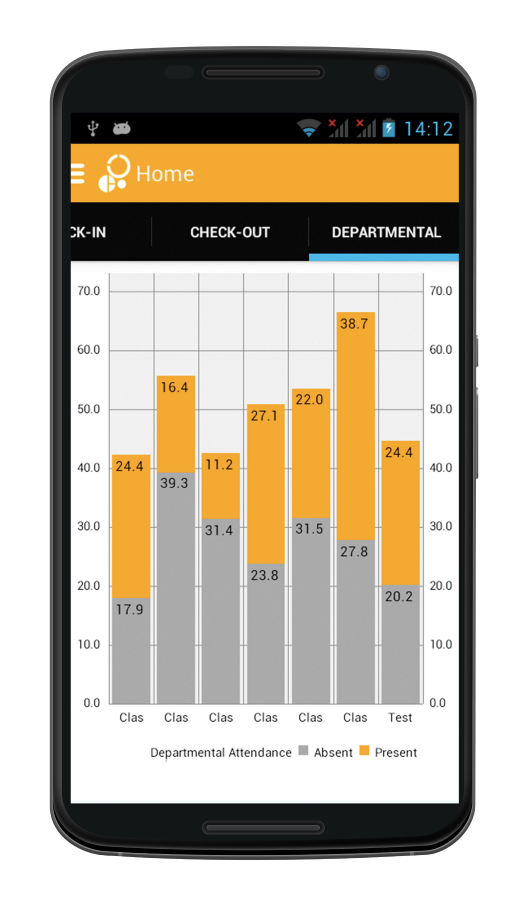 14:12
Home
CK-IN CHECK-OUT DEPARTMENTAL
70.0 70.0
38.7
60.0 60.0
16.4
22.0
50.0 27.1 50.0
24.4 11.2 24.4
40.0 40.0
39.3
30.0 31.4 31.5 30.0
27.8
23.8
20.0 20.2 20.0
17.9
10.0 10.0
0.0 0.0
Clas Clas Clas Clas Clas Clas Test
Departmental Attendance Absent Present